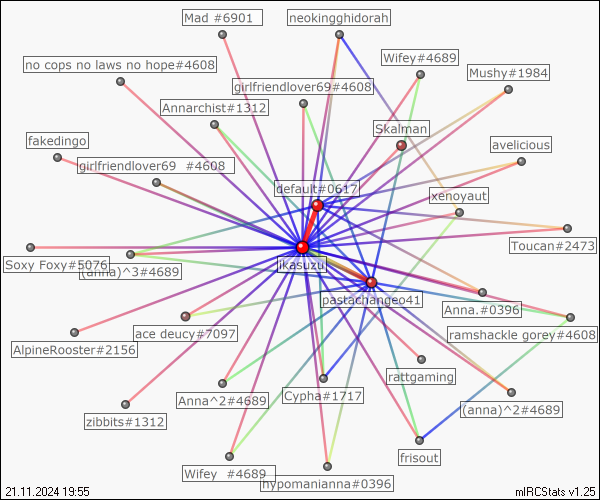 Mad #6901
neokingghidorah
no cops no laws no hope#4608
Wifey#4689
girlfriendlover69#4608
Mushy#1984
Annarchist#1312
Skalman
fakedingo
avelicious
girlfriendlover69 #4608
default#0617
xenoyaut
Toucan#2473
Soxy Foxy#5076
(anna)^3#4689
ikasuzu
pastachangeo41
Anna.#0396
ace deucy#7097
ramshackle gorey#4608
AlpineRooster#2156
rattgaming
Anna^2#4689
Cypha#1717
(anna)^2#4689
zibbits#1312
frisout
Wifey #4689
hypomanianna#0396
21.11.2024 19:55
mIRCStats v1.25